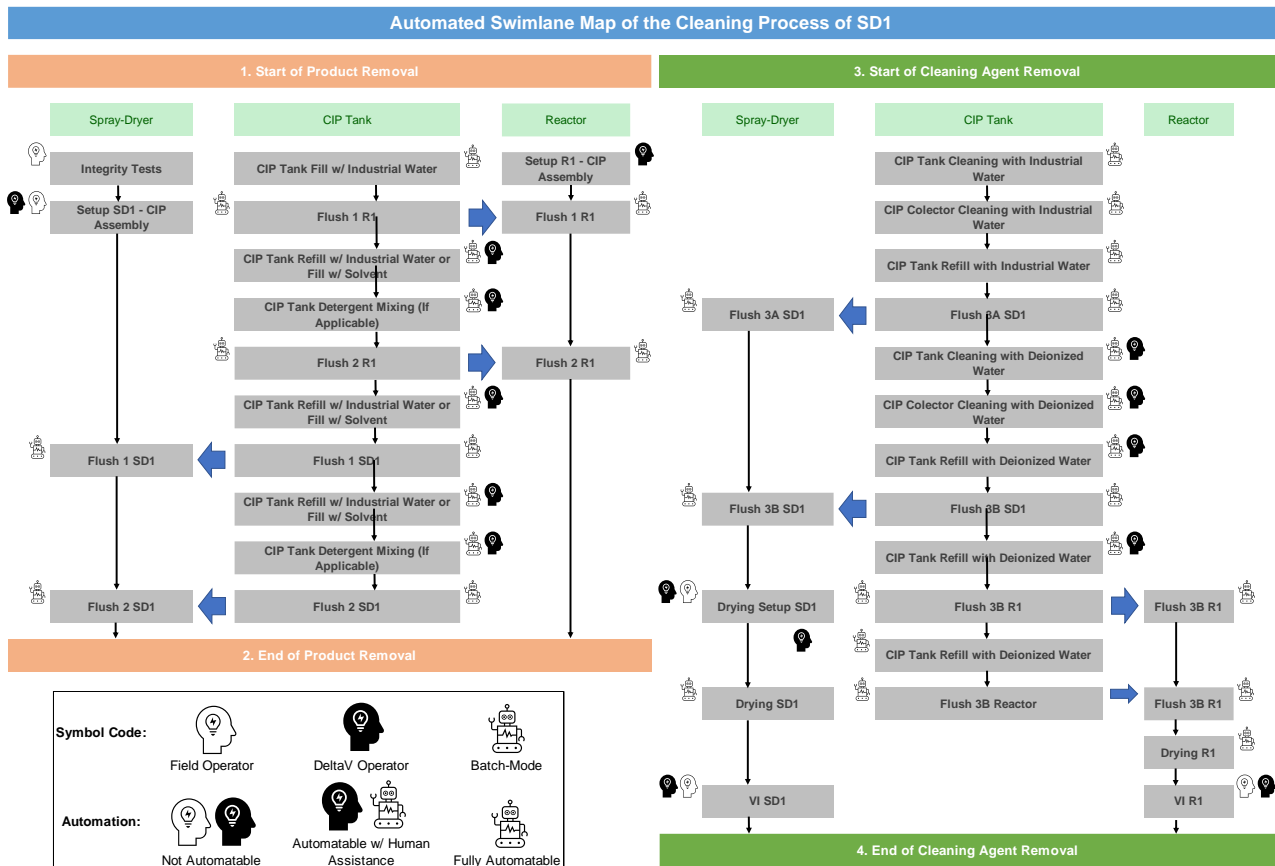 Automated Swimlane Map of the Cleaning Process of SD1
1. Start of Product Removal
Spray-Dryer
CIP Tank
Reactor
Integrity Tests
CIP Tank Fill w/ Industrial Water
Setup R1 - CIP
Assembly
Setup SD1 - CIP
Assembly
Flush 1 R1
Flush 1 R1
CIP Tank Refill w/ Industrial Water or
Fill w/ Solvent
CIP Tank Detergent Mixing (If
Applicable)
Flush 2 R1
Flush 2 R1
CIP Tank Refill w/ Industrial Water or
Fill w/ Solvent
Flush 1 SD1
Flush 1 SD1
CIP Tank Refill w/ Industrial Water or
Fill w/ Solvent
CIP Tank Detergent Mixing (If
Applicable)
Flush 2 SD1
Flush 2 SD1
2. End of Product Removal
Symbol Code:
Field Operator
DeltaV Operator
Batch-Mode
Automation:
Not Automatable
Automatable w/ Human
Assistance
Fully Automatable
3. Start of Cleaning Agent Removal
Spray-Dryer
CIP Tank
Reactor
CIP Tank Cleaning with Industrial
Water
CIP Colector Cleaning with Industrial
Water
CIP Tank Refill with Industrial Water
Flush 3A SD1
Flush 3A SD1
CIP Tank Cleaning with Deionized
Water
CIP Colector Cleaning with Deionized
Water
CIP Tank Refill with Deionized Water
Flush 3B SD1
Flush 3B SD1
CIP Tank Refill with Deionized Water
Drying Setup SD1
Flush 3B R1
Flush 3B R1
CIP Tank Refill with Deionized Water
Drying SD1
Flush 3B Reactor
Flush 3B R1
Drying R1
VI SD1
VI R1
4. End of Cleaning Agent Removal